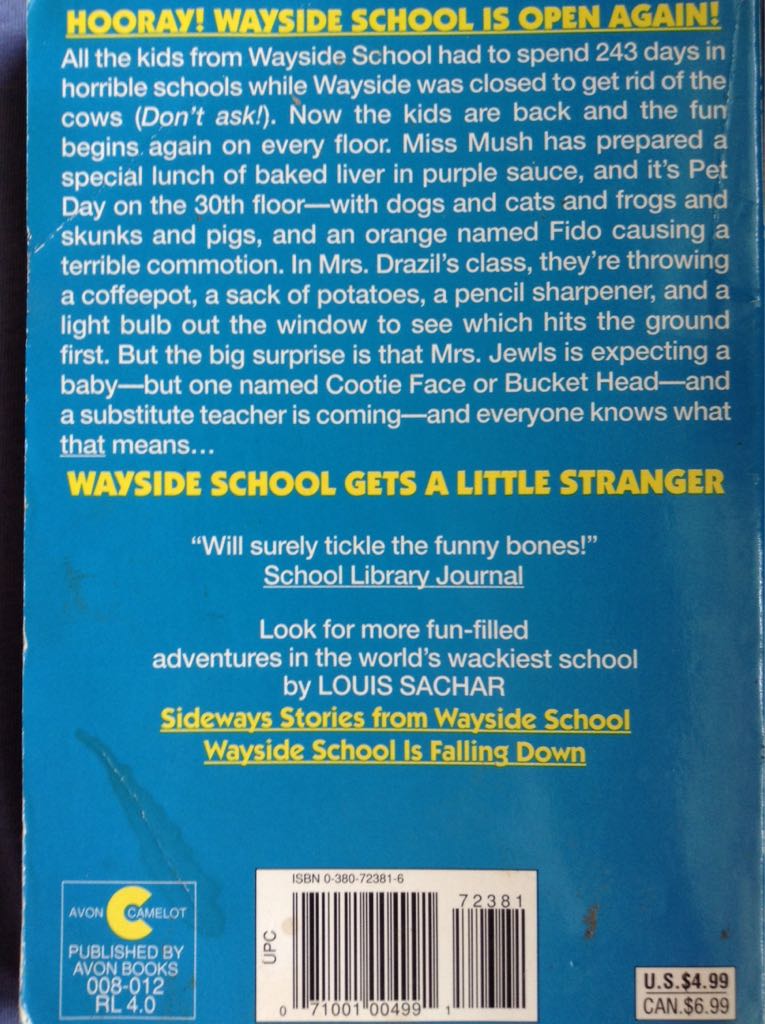 HOORAY! WAYSIDE SCHOOL IS OPEN AGAIN!
All the kids from Wayside School had to spend 243 days in
horrible schools while Wayside was closed to get rid of the
cows (Don't ask!). Now the kids are back and the fun
begins again on every floor. Miss Mush has prepared a
special lunch of baked liver in purple sauce, and it's Pet
Day on the 30th floor—with dogs and cats and frogs and
skunks and pigs, and an orange named Fido causing a
terrible commotion. In Mrs. Drazil's class, they're throwing
a coffeepot, a sack of potatoes, a pencil sharpener, and a
light bulb out the window to see which hits the ground
first. But the big surprise is that Mrs. Jewls is expecting a
baby—but one named Cootie Face or Bucket Head—and
a substitute teacher is coming—and everyone knows what
that means...
WAYSIDE SCHOOL GETS A LITTLE STRANGER
"Will surely tickle the funny bones!"
School Library Journal
Look for more fun-filled
adventures in the world's wackiest school
by LOUIS SACHAR
Sideways Stories from Wayside School
Wayside School Is Falling Down
AVON CAMELOT
PUBLISHED BY
AVON BOOKS
008-012
RL 4.0
ISBN 0-380-72381-6
72381
UPC
0 71001 00499 1
U.S.$4.99
CAN.$6.99